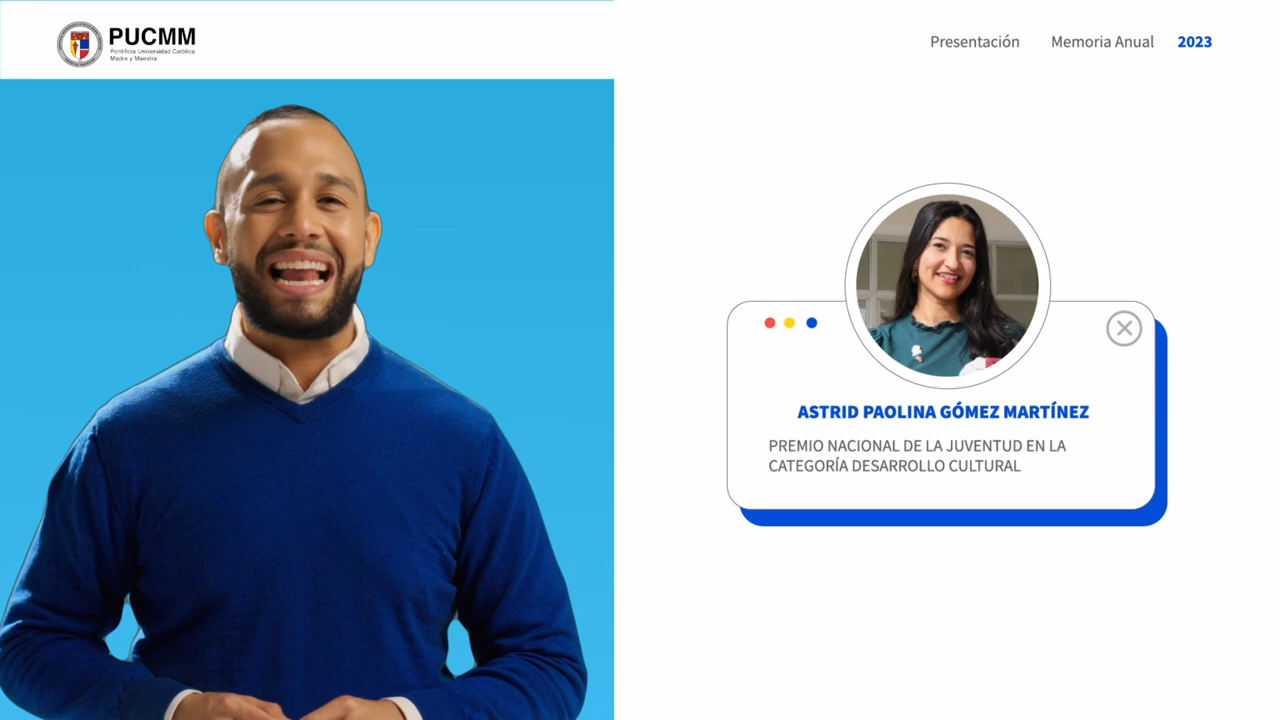 PUCMM
Pontificia Universidad Católica
Madre y Maestra
Presentación Memoria Anual 2023
ASTRID PAOLINA GÓMEZ MARTÍNEZ
PREMIO NACIONAL DE LA JUVENTUD EN LA
CATEGORÍA DESARROLLO CULTURAL